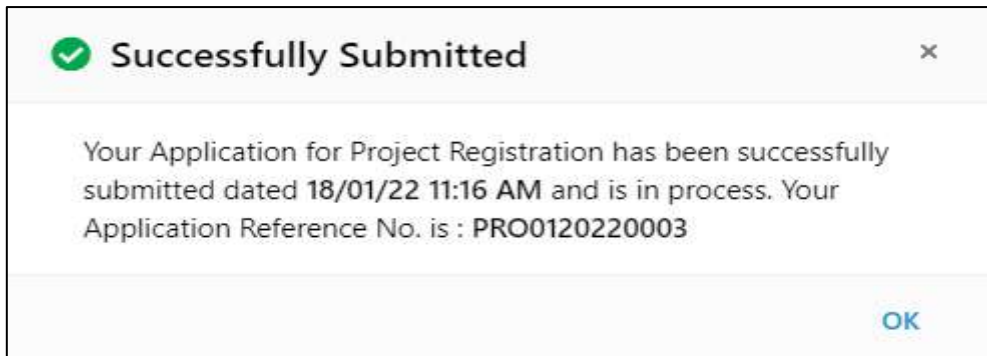 Successfully Submitted
×
Your Application for Project Registration has been successfully
submitted dated 18/01/22 11:16 AM and is in process. Your
Application Reference No. is : PRO0120220003
OK